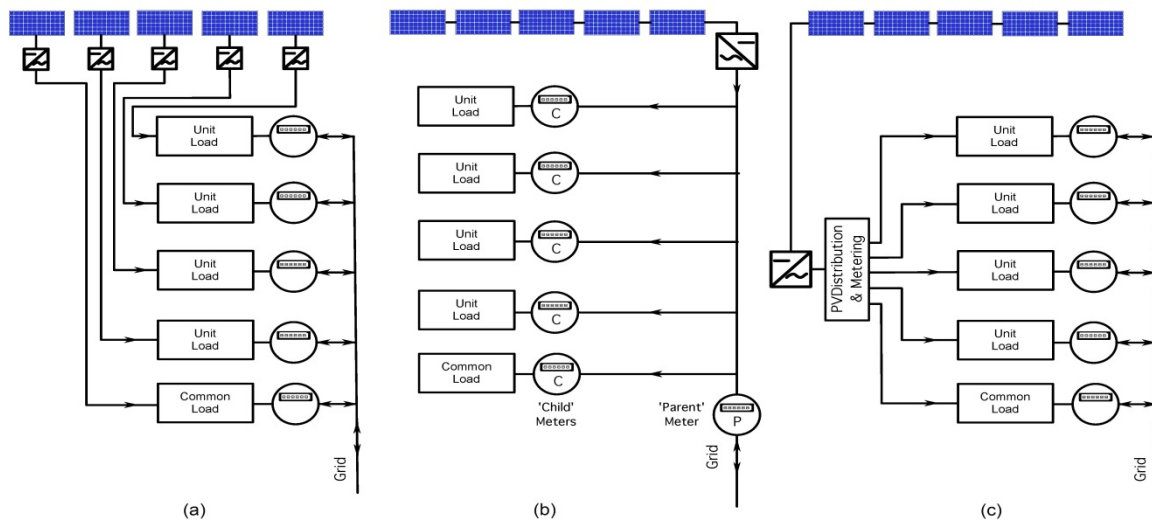 Unit
Load
Unit
Load
Unit
Load
Unit
Load
Common
Load
Grid
(a)
Unit
Load
C
Unit
Load
C
Unit
Load
C
Unit
Load
C
Common
Load
C
'Child'
Meters
'Parent'
Meter
P
Grid
(b)
PVDistribution
& Metering
Unit
Load
Unit
Load
Unit
Load
Unit
Load
Common
Load
Grid
(c)